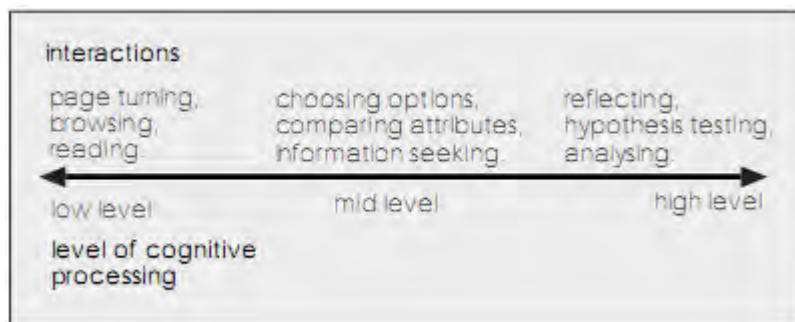 interactions
page turning, choosing options, reflecting,
browsing, comparing attributes, hypothesis testing,
reading. information seeking. analysing.
low level mid level high level
level of cognitive
processing